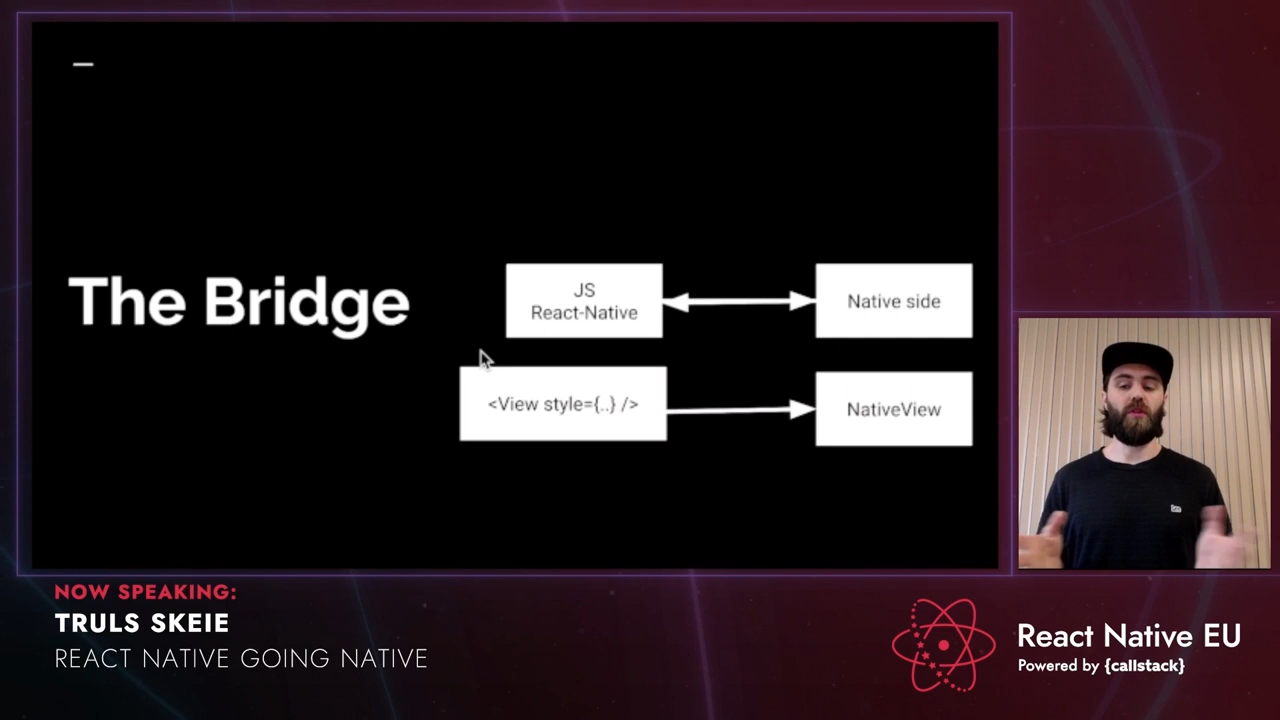 The Bridge
JS
React-Native
Native side
<View style={..} />
NativeView
NOW SPEAKING:
TRULS SKEIE
REACT NATIVE GOING NATIVE
React Native EU
Powered by {callstack}